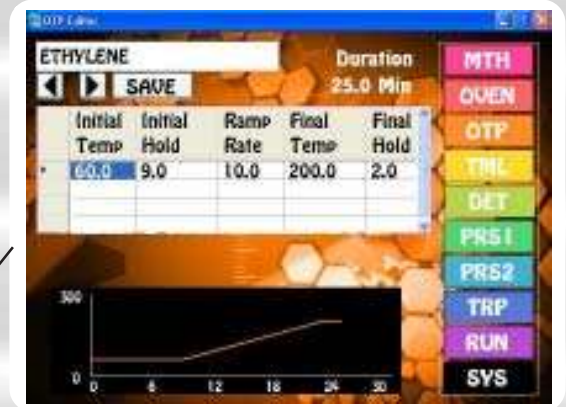 OTP Editor
ETHYLENE
Duration
25.0 Min
SAVE
Initial Temp Initial Hold Ramp Rate Final Temp Final Hold
60.0 9.0 10.0 200.0 2.0
300
0
0 6 12 18 24 30
MTH
OVEN
OTP
TML
DET
PRS1
PRS2
TRP
RUN
SYS